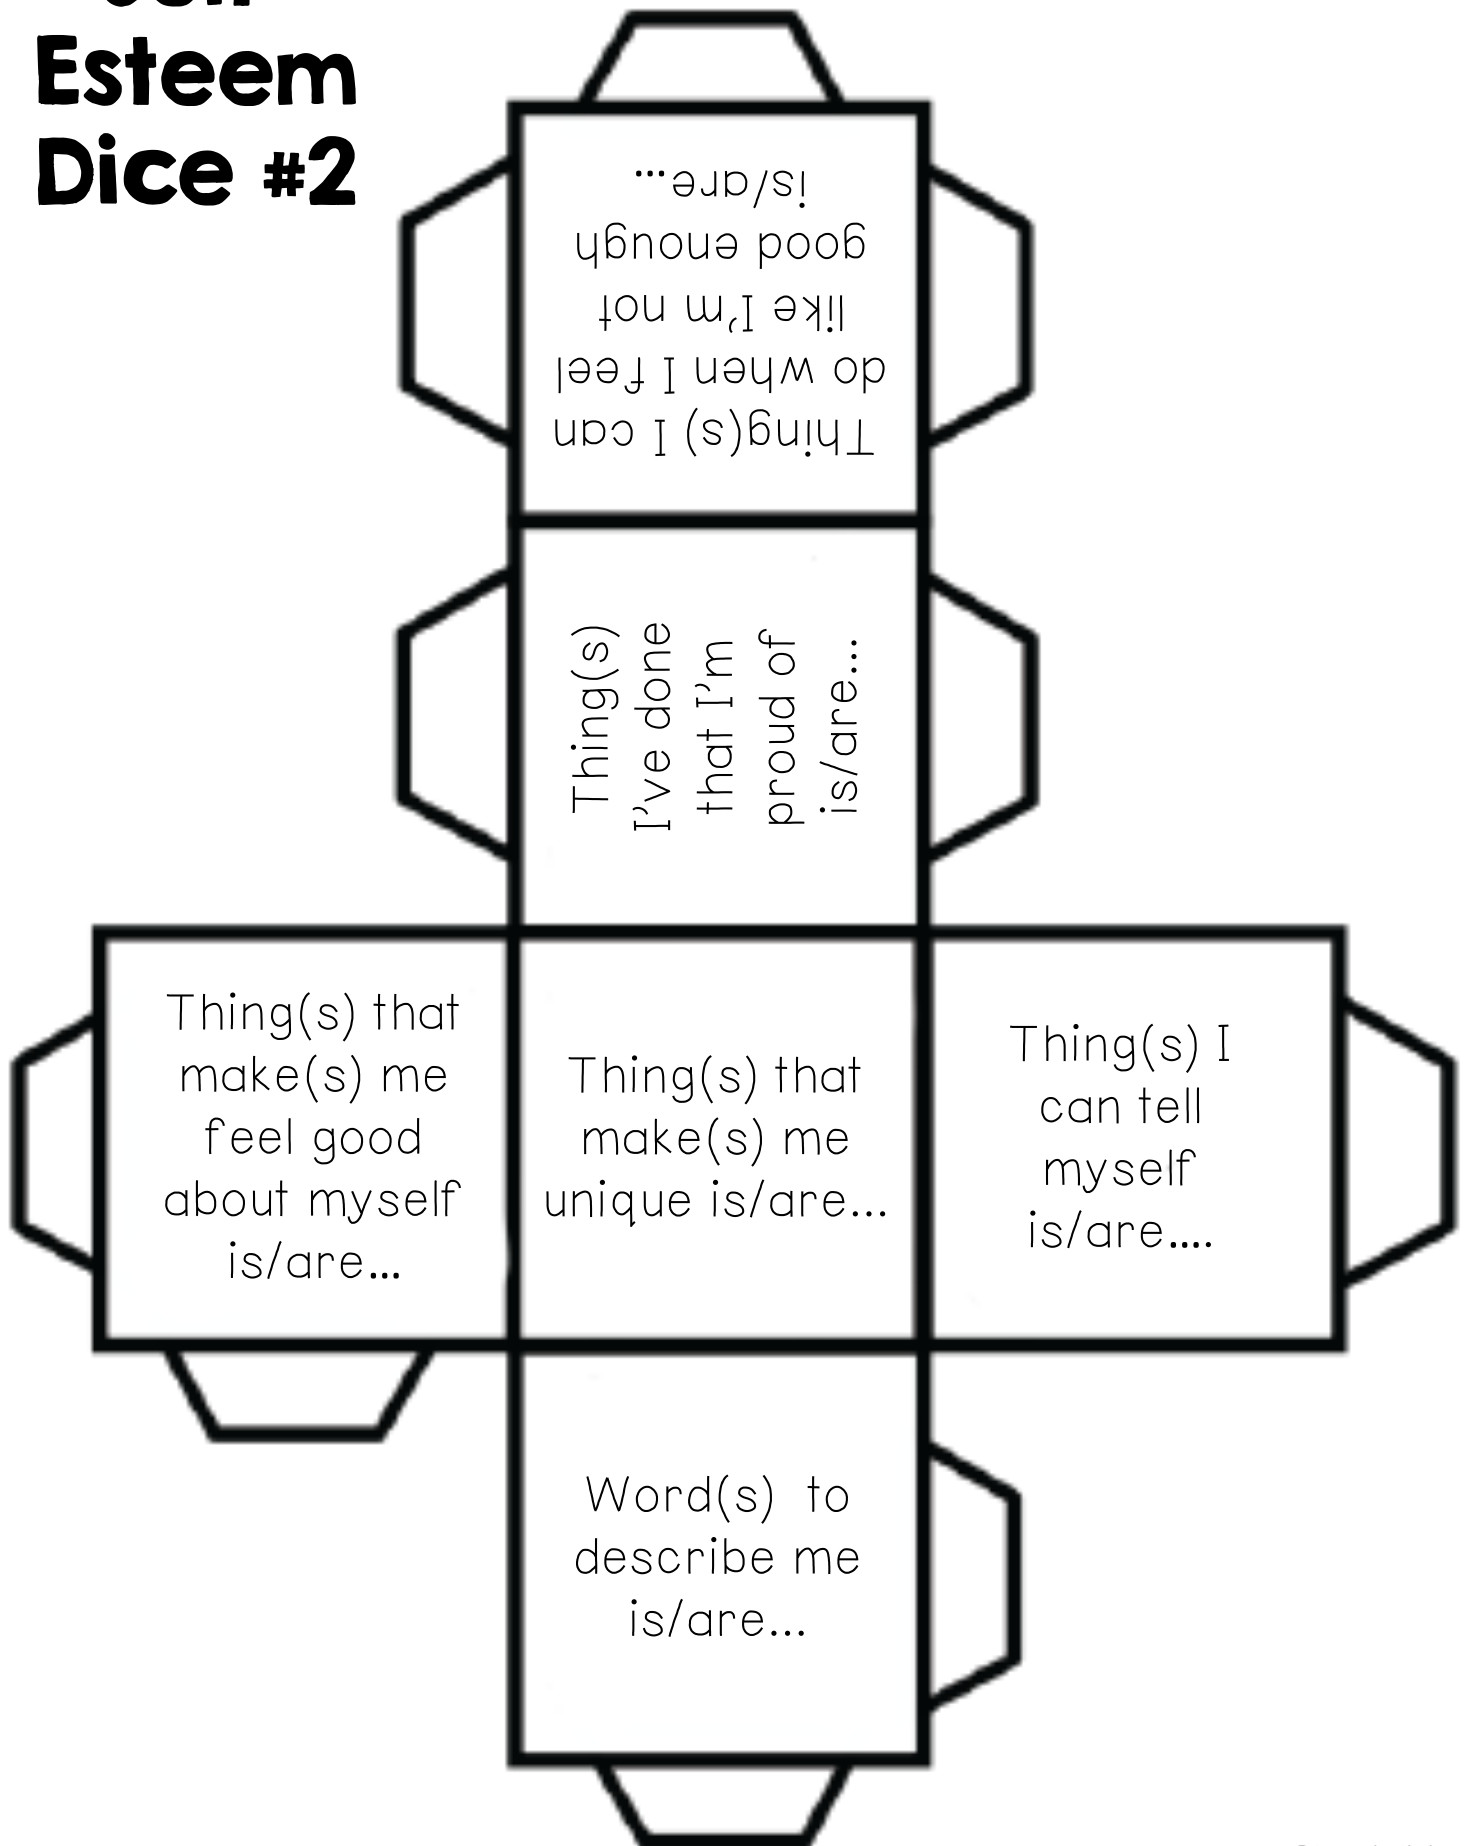 Esteem
Dice #2
Thing(s) I can
do when I feel
like I'm not
good enough
is/are...
Thing(s)
I've done
that I'm
proud of
is/are...
Thing(s) that
make(s) me
feel good
about myself
is/are...
Thing(s) that
make(s) me
unique is/are...
Thing(s) I
can tell
myself
is/are....
Word(s) to
describe me
is/are...